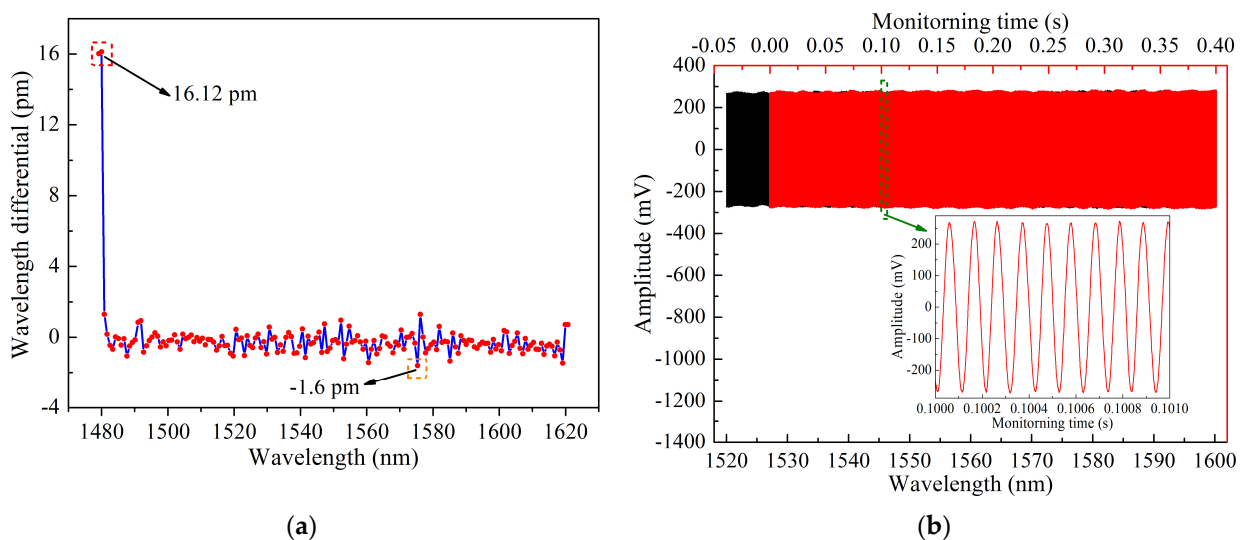 16
12
8
4
0
-4
Wavelength differential (pm)
16.12 pm
-1.6 pm
1480 1500 1520 1540 1560 1580 1600 1620
Wavelength (nm)
(a)
Monitorning time (s)
-0.05 0.00 0.05 0.10 0.15 0.20 0.25 0.30 0.35 0.40
400
200
0
-200
-400
-600
-800
-1000
-1200
-1400
Amplitude (mV)
200
100
0
-100
-200
Amplitude (mV)
0.1000 0.1002 0.1004 0.1006 0.1008 0.1010
Monitorning time (s)
1520 1530 1540 1550 1560 1570 1580 1590 1600
Wavelength (nm)
(b)